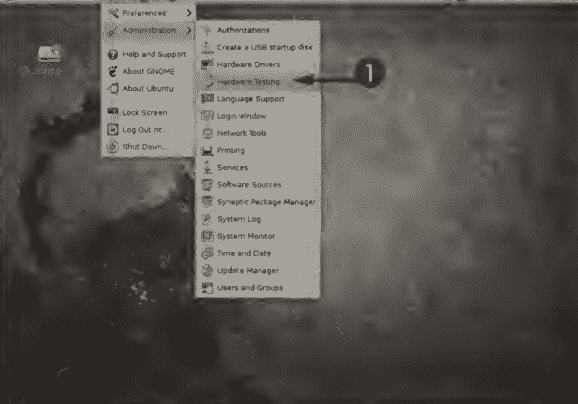 Preferences
Administration
Help and Support
About GNOME
About Ubuntu
Lock Screen
Log Out
Shut Down...
Authorizations
Create a USB startup disc
Hardware Drivers
Hardware Testing
Language Support
Login Window
Network Tools
Printing
Services
Software Sources
Synaptic Package Manager
System Log
System Monitor
Time and Date
Update Manager
Users and Groups
1